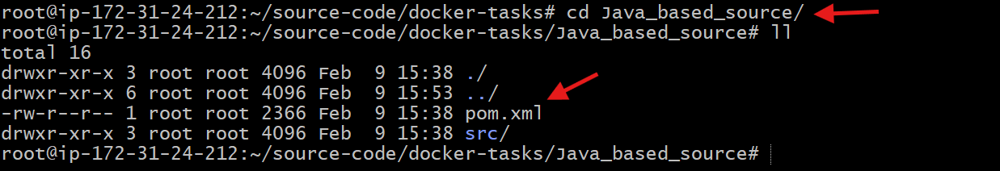 root@ip-172-31-24-212:~/source-code/docker-tasks# cd Java_based_source/
root@ip-172-31-24-212:~/source-code/docker-tasks/Java_based_source# ll
total 16
drwxr-xr-x 3 root root 4096 Feb  9 15:38 ./
drwxr-xr-x 6 root root 4096 Feb  9 15:53 ../
-rw-r--r-- 1 root root 2366 Feb  9 15:38 pom.xml
drwxr-xr-x 3 root root 4096 Feb  9 15:38 src/
root@ip-172-31-24-212:~/source-code/docker-tasks/Java_based_source#